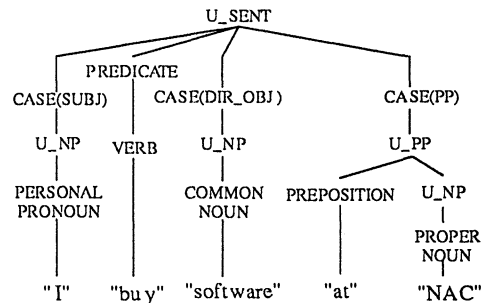 U_SENT
PREDICATE
CASE(SUBJ) CASE(DIR_OBJ) CASE(PP)
U_NP VERB U_NP U_PP
PERSONAL PRONOUN COMMON NOUN PREPOSITION U_NP
PROPER NOUN
"I" "buy" "software" "at" "NAC"